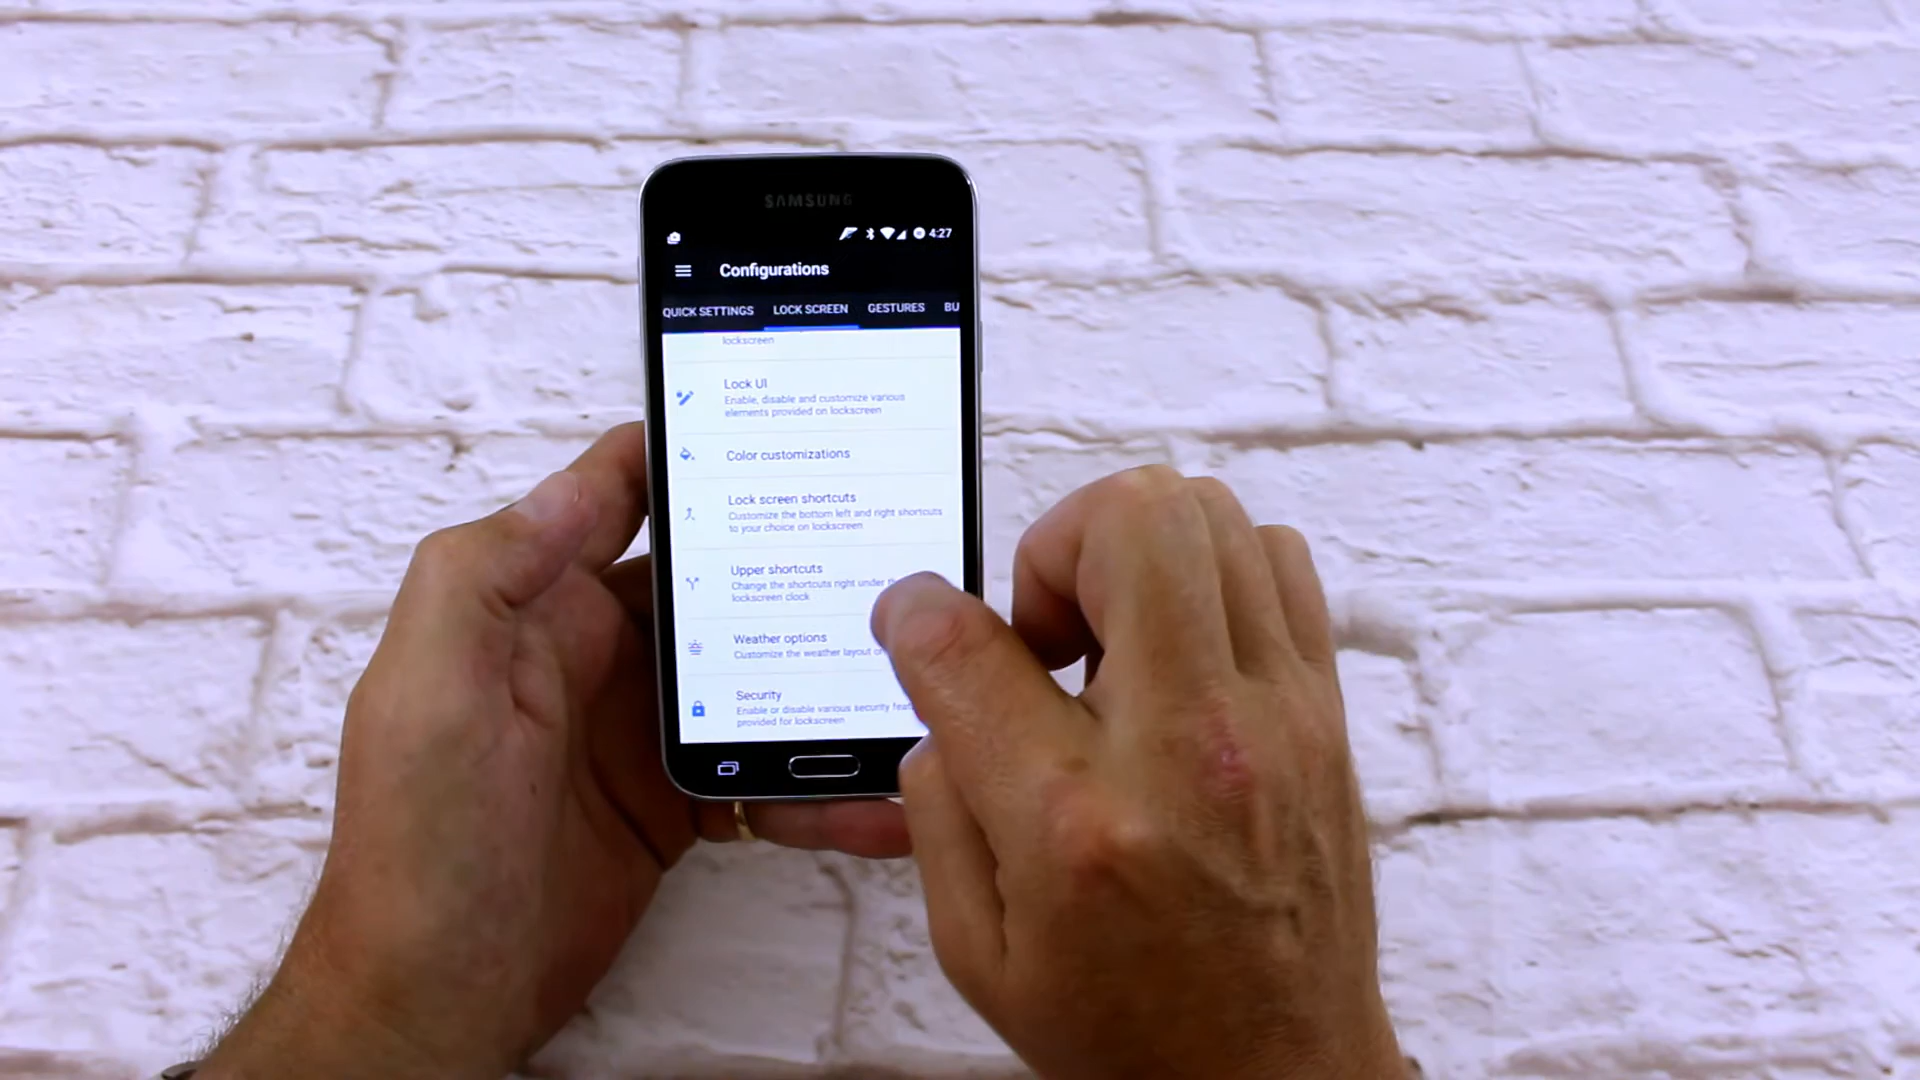 SAMSUNG
4:27
Configurations
QUICK SETTINGS LOCK SCREEN GESTURES BU
lockscreen
Lock UI
Enable, disable and customize various
elements provided on lockscreen
Color customizations
Lock screen shortcuts
Customize the bottom left and right shortcuts
to your choice on lockscreen
Upper shortcuts
Change the shortcuts right under
lockscreen clock
Weather options
Customize the weather layout
Security
Enable or disable various security
provided for lockscreen